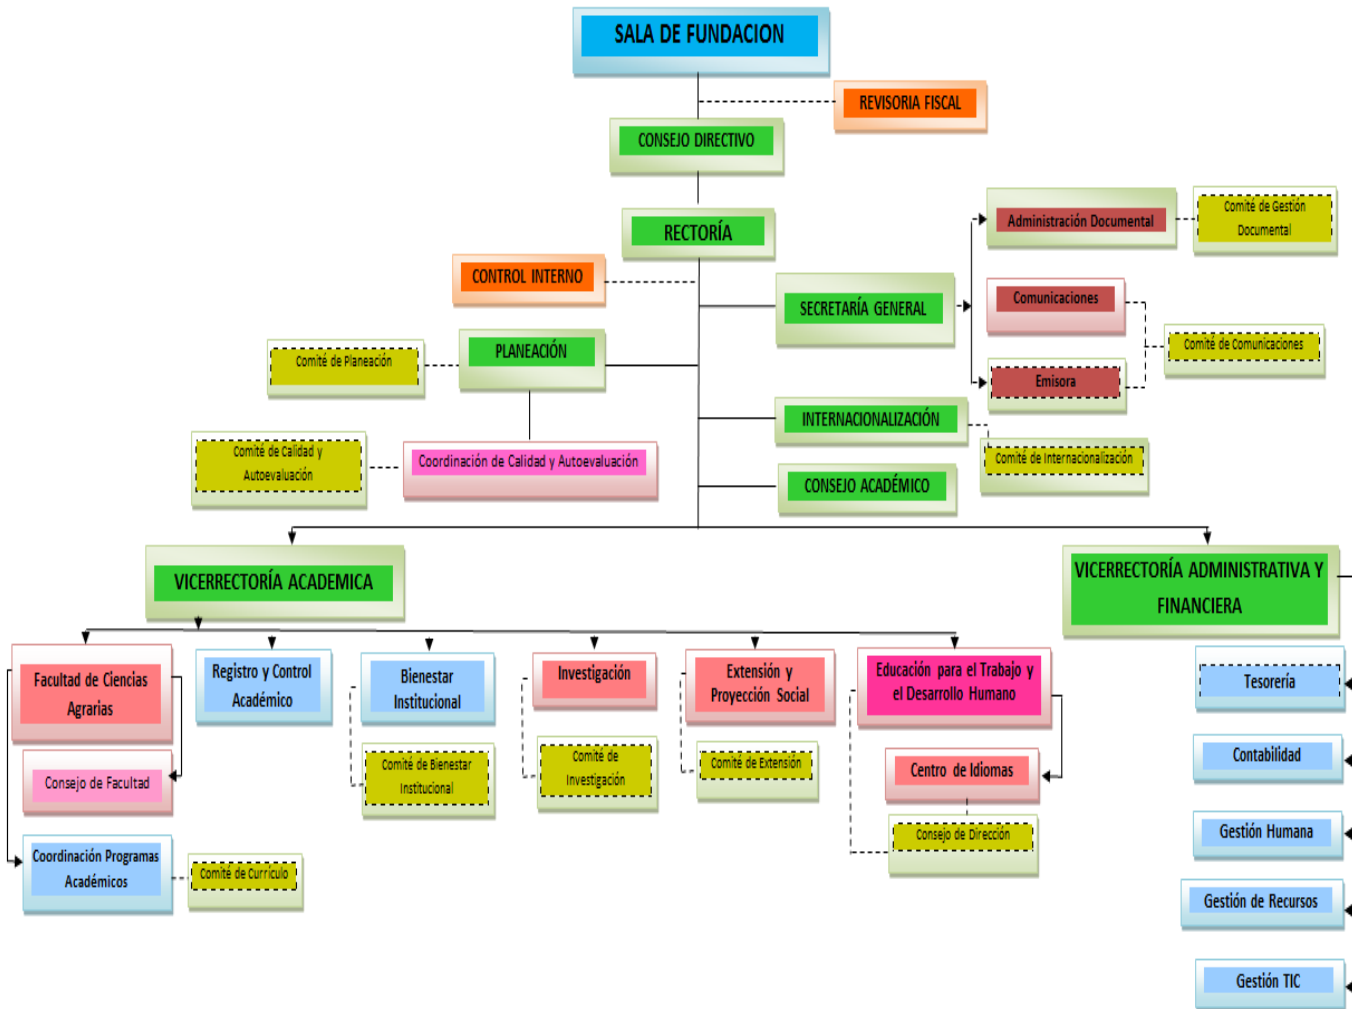 SALA DE FUNDACION
REVISORIA FISCAL
CONSEJO DIRECTIVO
RECTORÍA
Administración Documental
Comité de Gestión
Documental
CONTROL INTERNO
SECRETARÍA GENERAL
Comunicaciones
Comité de Comunicaciones
PLANEACIÓN
Comité de Planeación
Emisora
INTERNACIONALIZACIÓN
Comité de Internacionalización
Comité de Calidad y
Autoevaluación
Coordinación de Calidad y Autoevaluación
CONSEJO ACADÉMICO
VICERRECTORÍA ACADEMICA
VICERRECTORÍA ADMINISTRATIVA Y
FINANCIERA
Facultad de Ciencias
Agrarias
Registro y Control
Académico
Bienestar
Institucional
Investigación
Extensión y
Proyección Social
Educación para el Trabajo y
el Desarrollo Humano
Tesorería
Consejo de Facultad
Comité de Bienestar
Institucional
Comité de
Investigación
Comité de Extensión
Centro de Idiomas
Contabilidad
Consejo de Dirección
Gestión Humana
Coordinación Programas
Académicos
Comité de Currículo
Gestión de Recursos
Gestión TIC